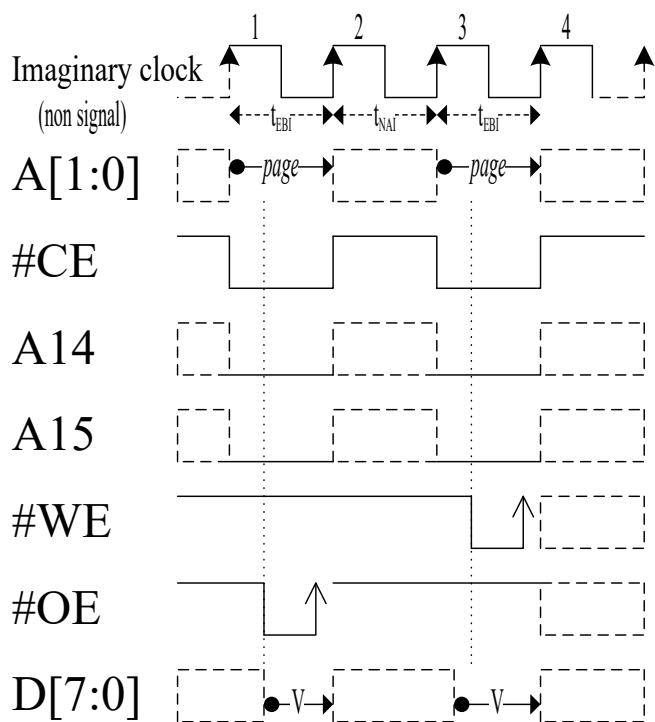 1 2 3 4
Imaginary clock
(non signal)
tEBI tNAI tEBI
A[1:0] page page
#CE
A14
A15
#WE
#OE
D[7:0] V V